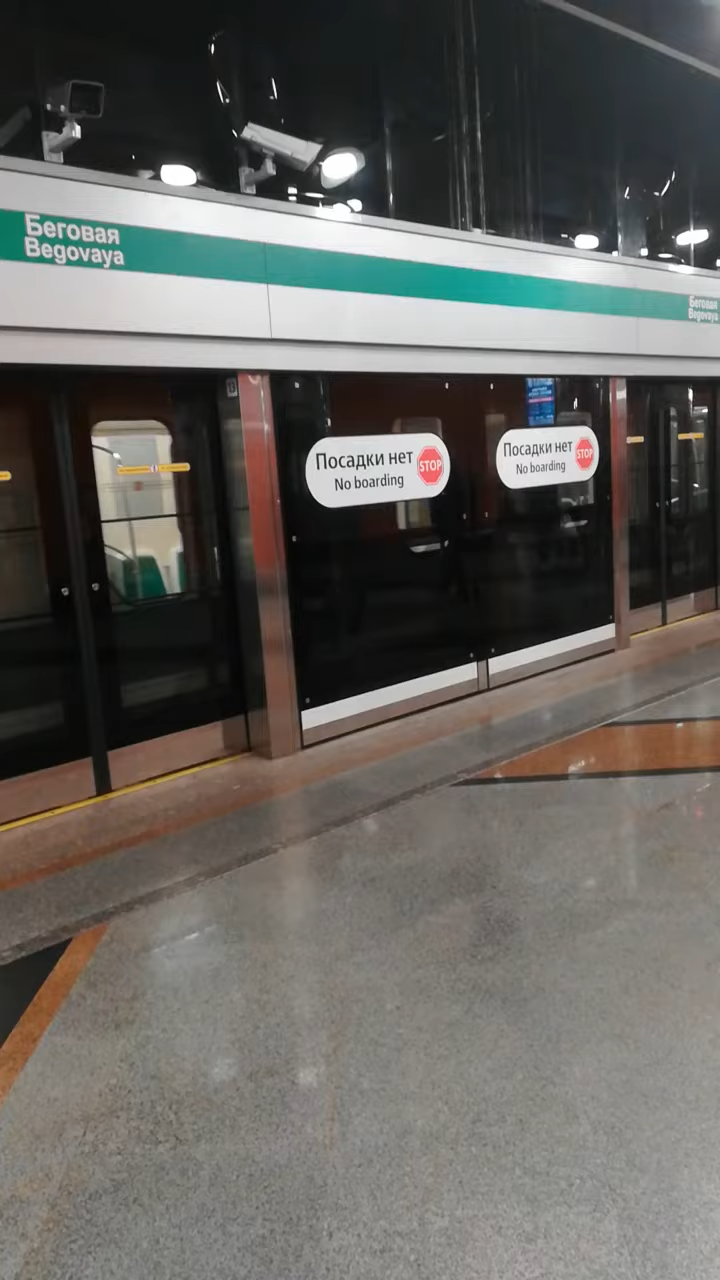 Беговая
Begovaya
Беговая
Begovaya
Посадки нет
No boarding
STOP
Посадки нет
No boarding
STOP